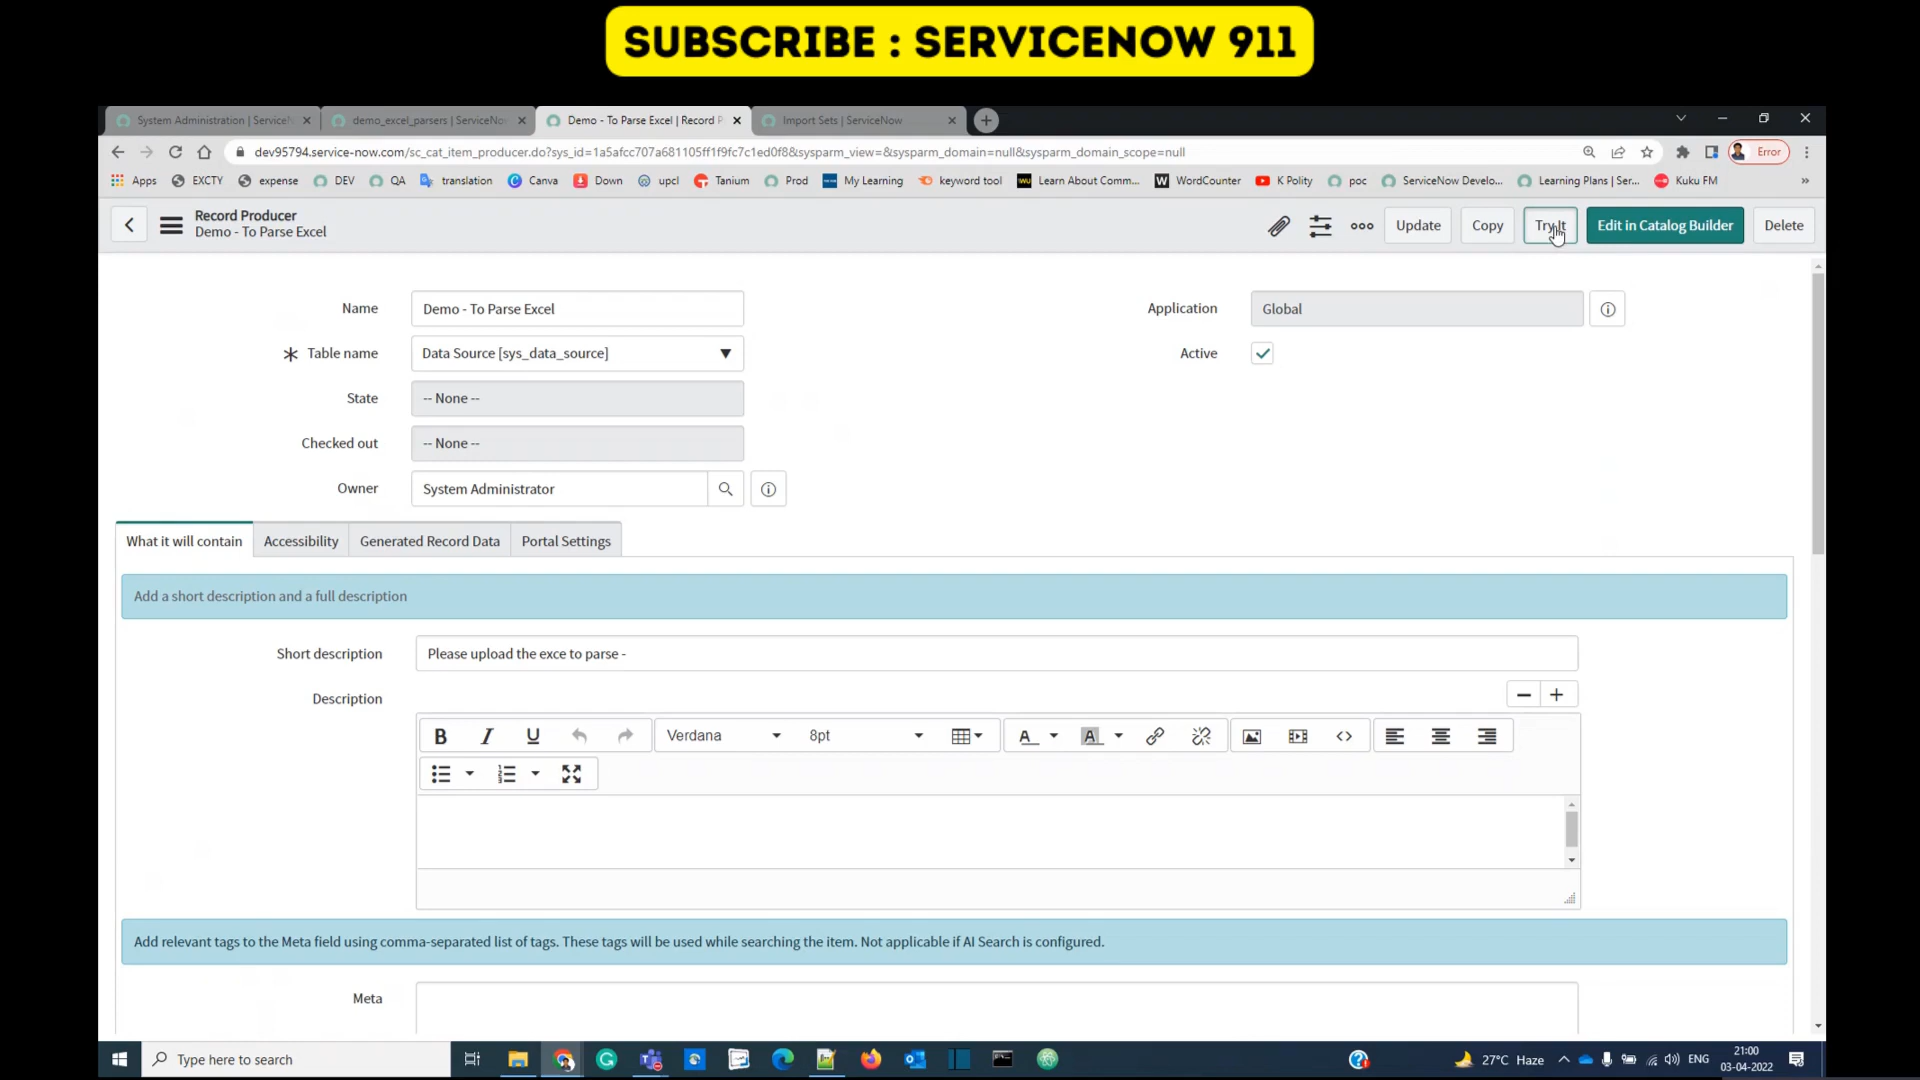 SUBSCRIBE : SERVICENOW 911
System Administration | ServiceN
demo_excel_parsers | ServiceNo
Demo - To Parse Excel | Record P
Import Sets | ServiceNow
dev95794.service-now.com/sc_cat_item_producer.do?sys_id=1a5afcc707a681105ff1f9fc7c1ed0f8&sysparm_view=&sysparm_domain=null&sysparm_domain_scope=null
Error
Apps
EXCTY
expense
DEV
QA
translation
Canva
Down
upcl
Tanium
Prod
My Learning
keyword tool
Learn About Comm...
WordCounter
K Polity
poc
ServiceNow Develo...
Learning Plans | Ser...
Kuku FM
Record Producer
Demo - To Parse Excel
Update
Copy
Try It
Edit in Catalog Builder
Delete
Name
Demo - To Parse Excel
Application
Global
Table name
Data Source [sys_data_source]
Active
State
-- None --
Checked out
-- None --
Owner
System Administrator
What it will contain
Accessibility
Generated Record Data
Portal Settings
Add a short description and a full description
Short description
Please upload the exce to parse -
Description
Verdana
8pt
Add relevant tags to the Meta field using comma-separated list of tags. These tags will be used while searching the item. Not applicable if AI Search is configured.
Meta
Type here to search
27°C Haze
ENG
21:00
03-04-2022